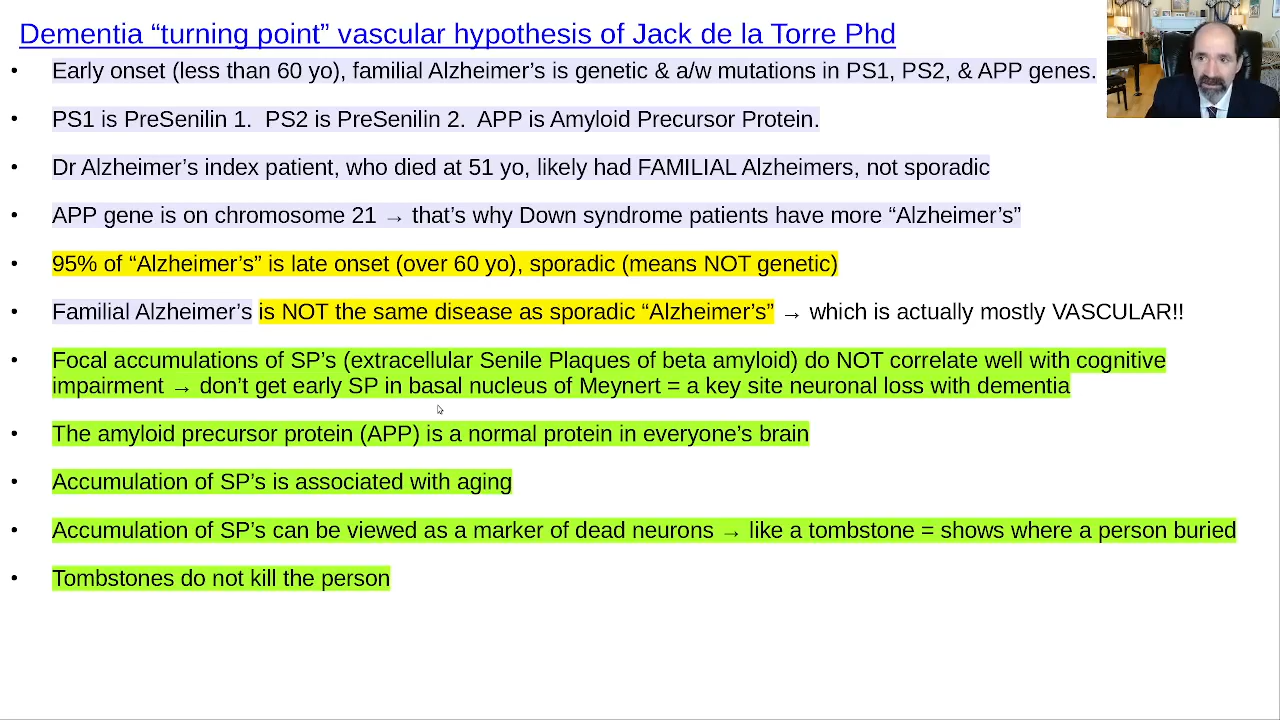 Dementia “turning point” vascular hypothesis of Jack de la Torre Phd
• Early onset (less than 60 yo), familial Alzheimer’s is genetic & a/w mutations in PS1, PS2, & APP genes.
• PS1 is PreSenilin 1.  PS2 is PreSenilin 2.  APP is Amyloid Precursor Protein.
• Dr Alzheimer’s index patient, who died at 51 yo, likely had FAMILIAL Alzheimers, not sporadic
• APP gene is on chromosome 21 → that’s why Down syndrome patients have more “Alzheimer’s”
• 95% of “Alzheimer’s” is late onset (over 60 yo), sporadic (means NOT genetic)
• Familial Alzheimer’s is NOT the same disease as sporadic “Alzheimer’s” → which is actually mostly VASCULAR!!
• Focal accumulations of SP’s (extracellular Senile Plaques of beta amyloid) do NOT correlate well with cognitive
impairment → don’t get early SP in basal nucleus of Meynert = a key site neuronal loss with dementia
• The amyloid precursor protein (APP) is a normal protein in everyone’s brain
• Accumulation of SP’s is associated with aging
• Accumulation of SP’s can be viewed as a marker of dead neurons → like a tombstone = shows where a person buried
• Tombstones do not kill the person